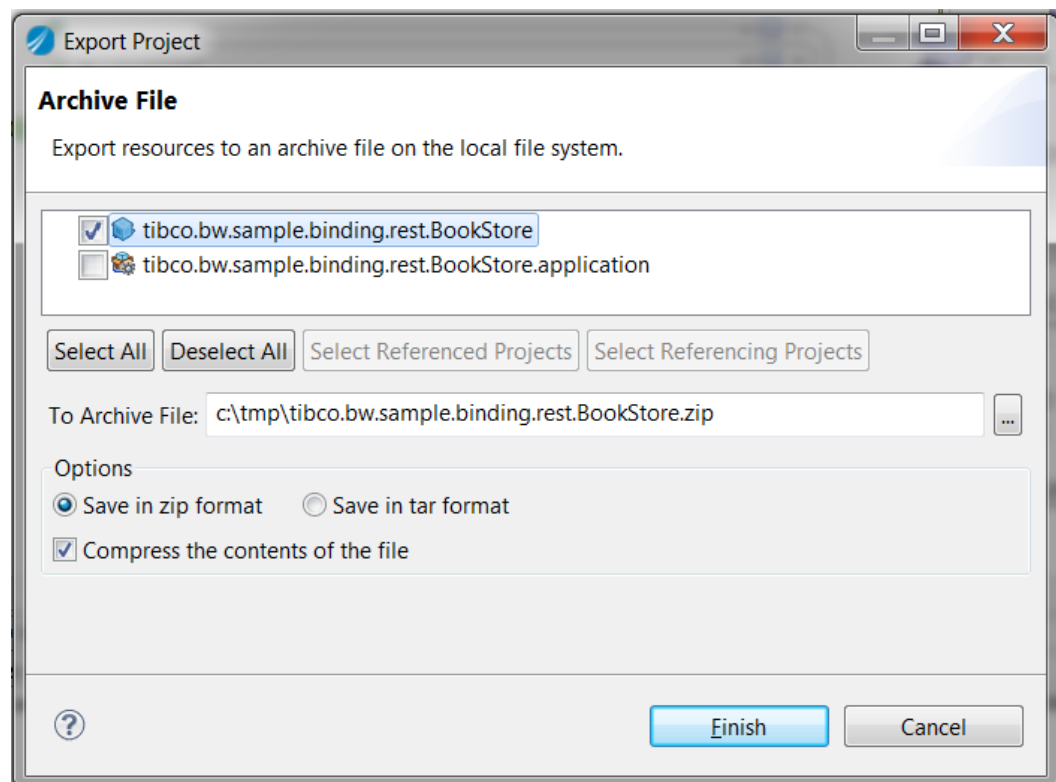 Export Project
Archive File
Export resources to an archive file on the local file system.
tibco.bw.sample.binding.rest.BookStore
tibco.bw.sample.binding.rest.BookStore.application
Select All Deselect All Select Referenced Projects Select Referencing Projects
To Archive File: c:\tmp\tibco.bw.sample.binding.rest.BookStore.zip ...
Options
Save in zip format Save in tar format
Compress the contents of the file
? Finish Cancel